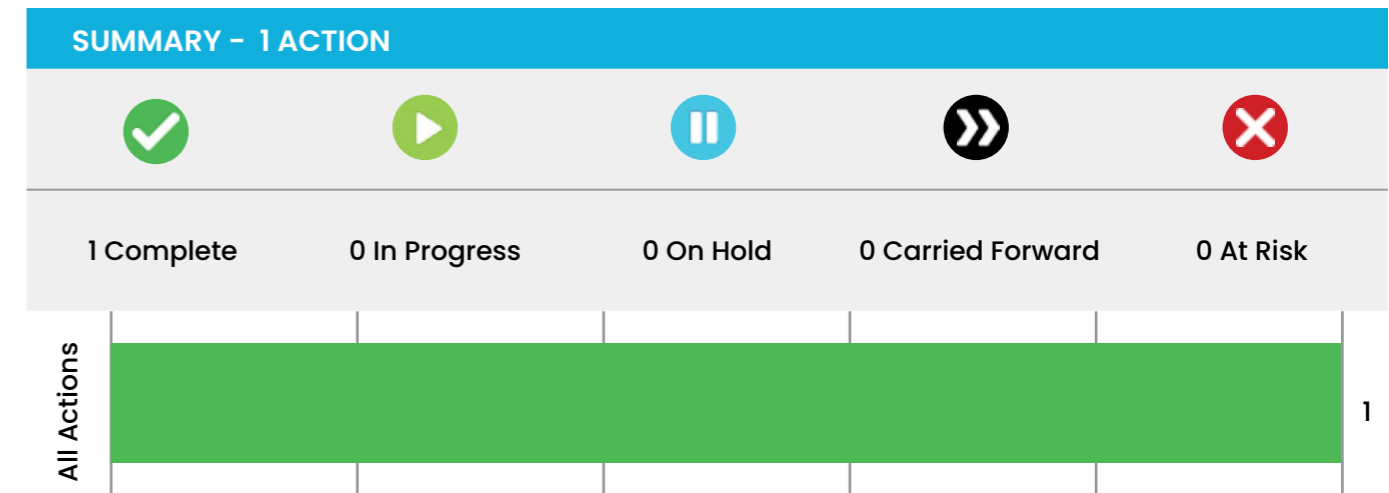 SUMMARY - 1 ACTION
1 Complete
0 In Progress
0 On Hold
0 Carried Forward
0 At Risk
All Actions
1